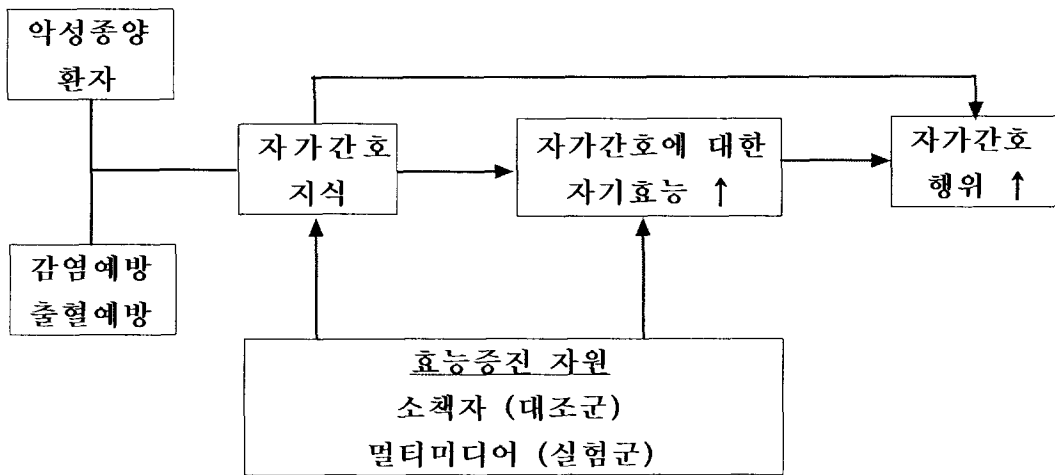 악성종양
환자
자가간호
지식
자가간호에 대한
자기효능 ↑
자가간호
행위 ↑
감염예방
출혈예방
효능증진 자원
소책자 (대조군)
멀티미디어 (실험군)